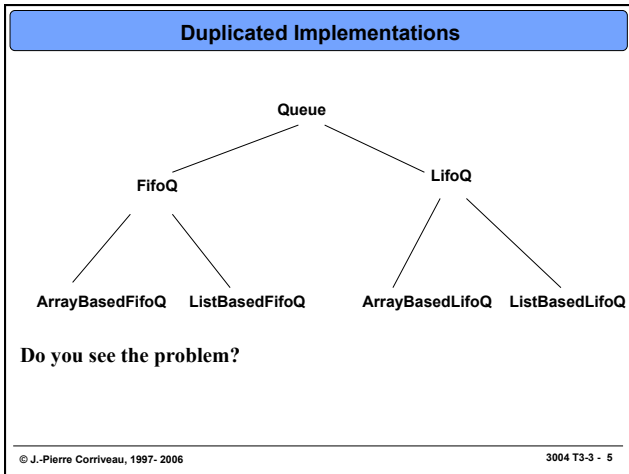 Duplicated Implementations
Queue
FifoQ
LifoQ
ArrayBasedFifoQ ListBasedFifoQ ArrayBasedLifoQ ListBasedLifoQ
Do you see the problem?
© J.-Pierre Corriveau, 1997- 2006 3004 T3-3 - 5